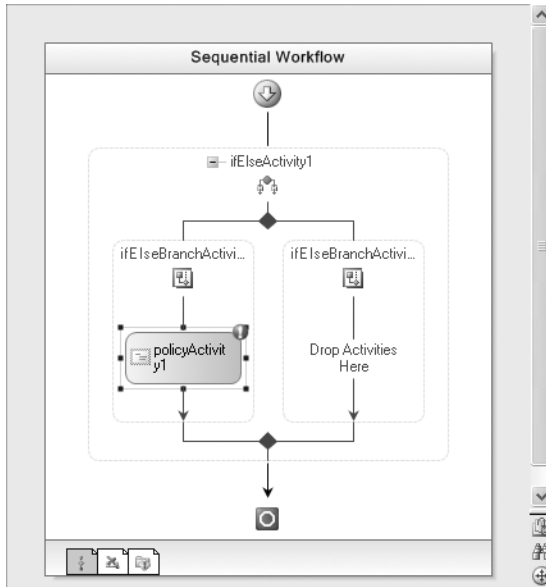 Sequential Workflow
ifElseActivity1
ifElseBranchActivi...
ifElseBranchActivi...
policyActivit
y1
Drop Activities
Here